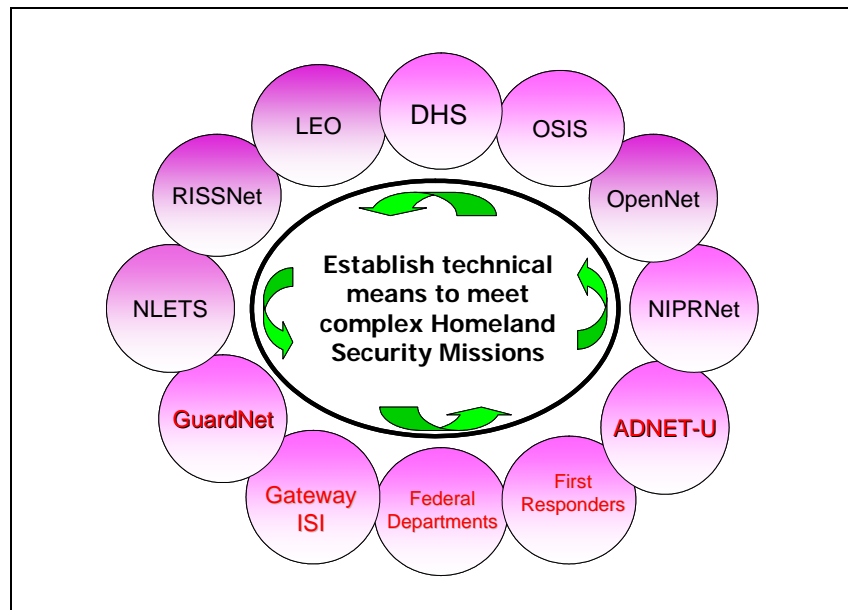 DHS
LEO
OSIS
RISSNet
OpenNet
Establish technical
means to meet
complex Homeland
Security Missions
NLETS
NIPRNet
GuardNet
ADNET-U
Gateway
ISI
Federal
Departments
First
Responders